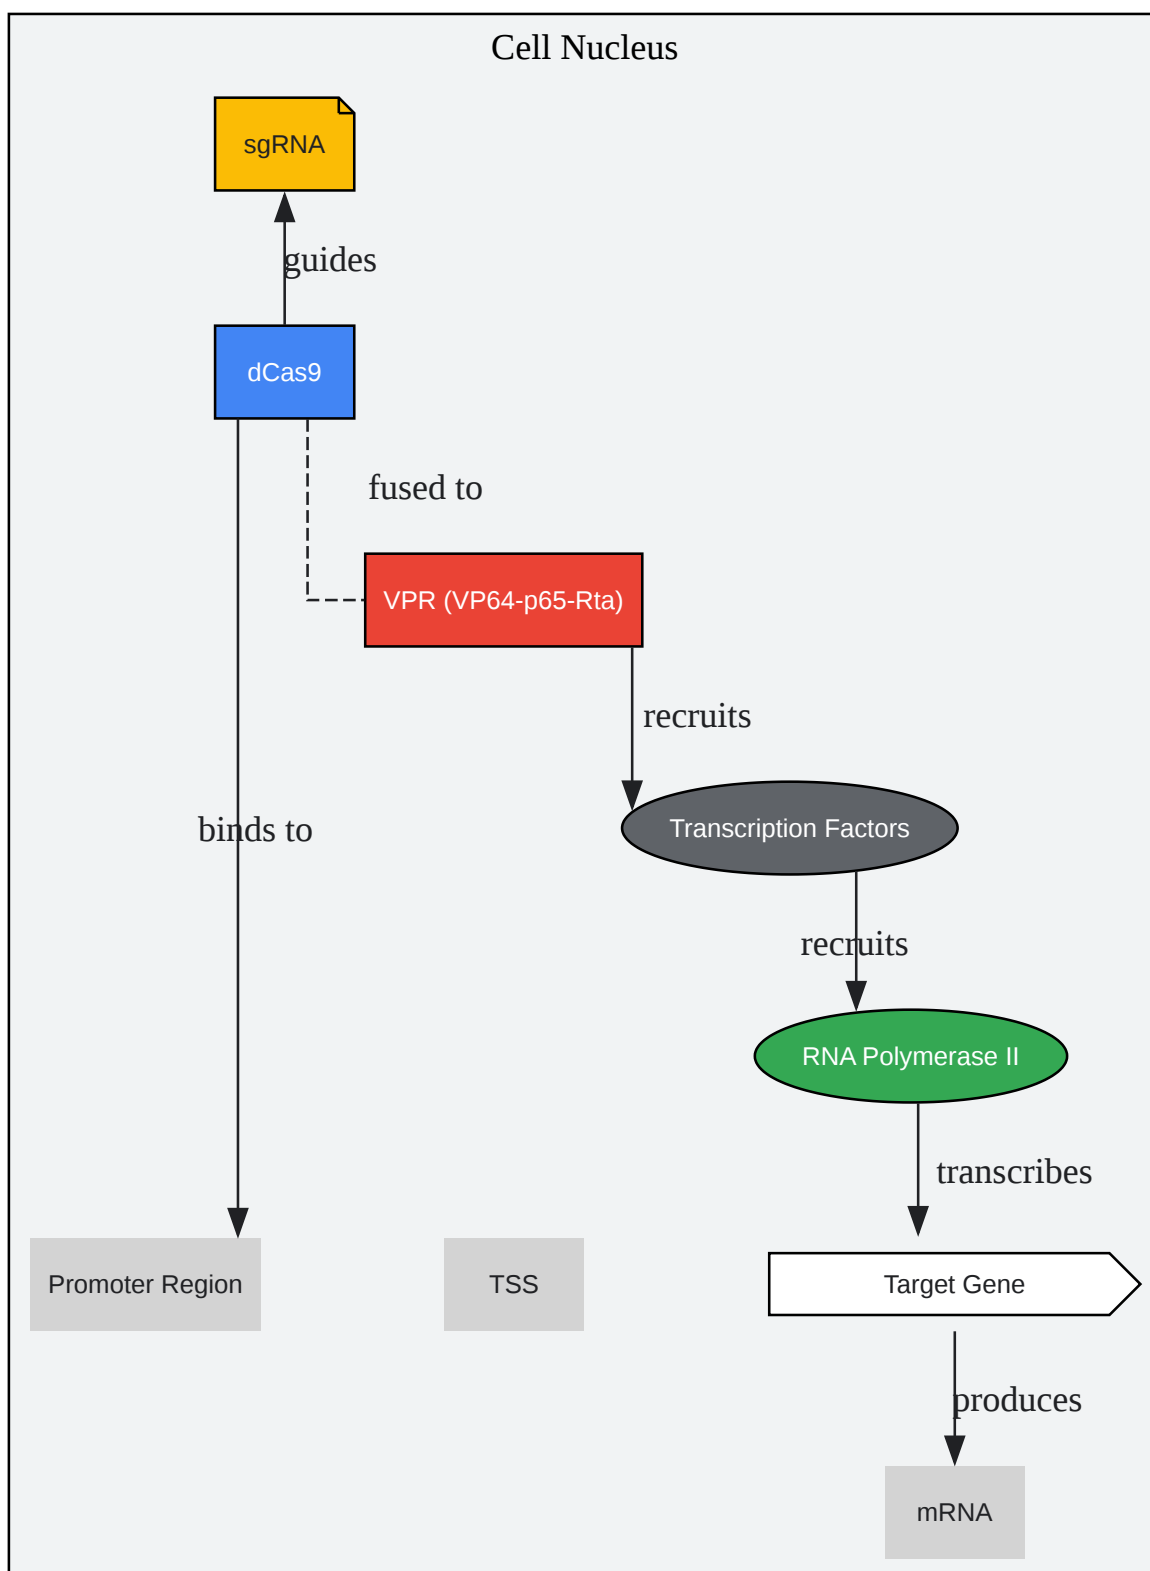 Cell Nucleus
sgRNA
guides
dCas9
fused to
VPR (VP64-p65-Rta)
recruits
binds to
Transcription Factors
recruits
RNA Polymerase II
transcribes
Promoter Region
TSS
Target Gene
produces
mRNA